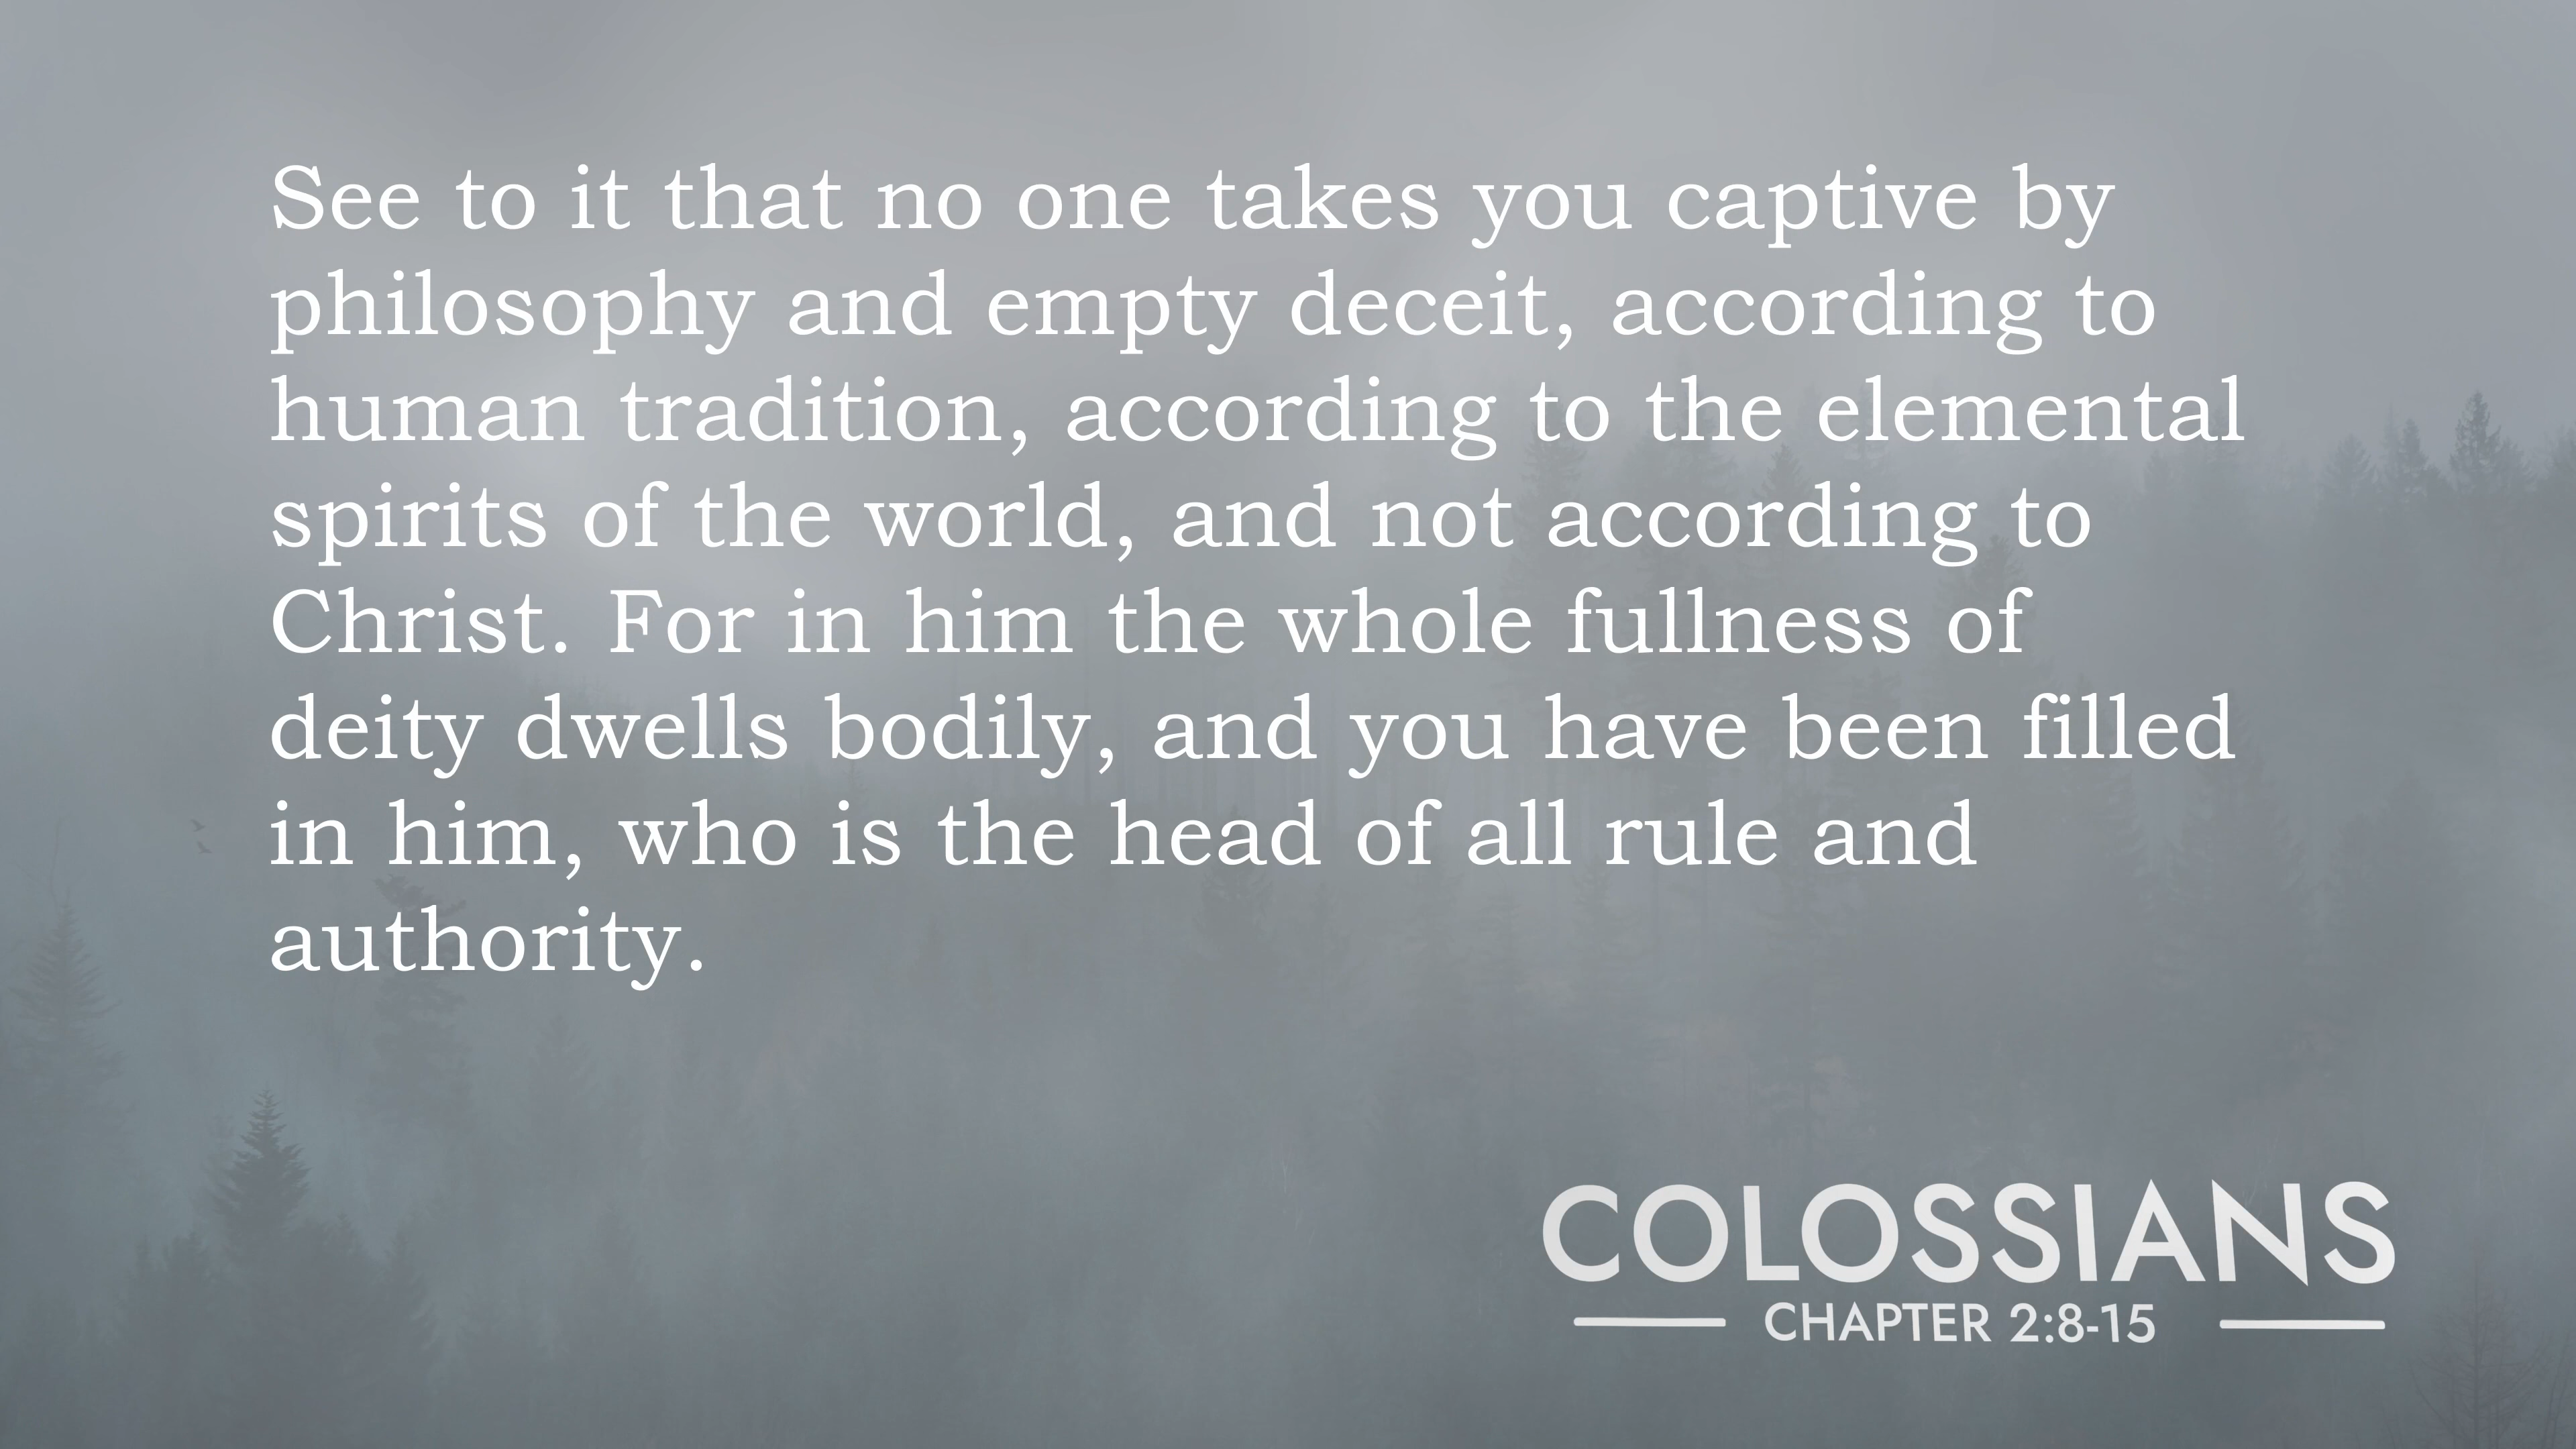 See to it that no one takes you captive by
philosophy and empty deceit, according to
human tradition, according to the elemental
spirits of the world, and not according to
Christ. For in him the whole fullness of
deity dwells bodily, and you have been filled
in him, who is the head of all rule and
authority.
COLOSSIANS
CHAPTER 2:8-15